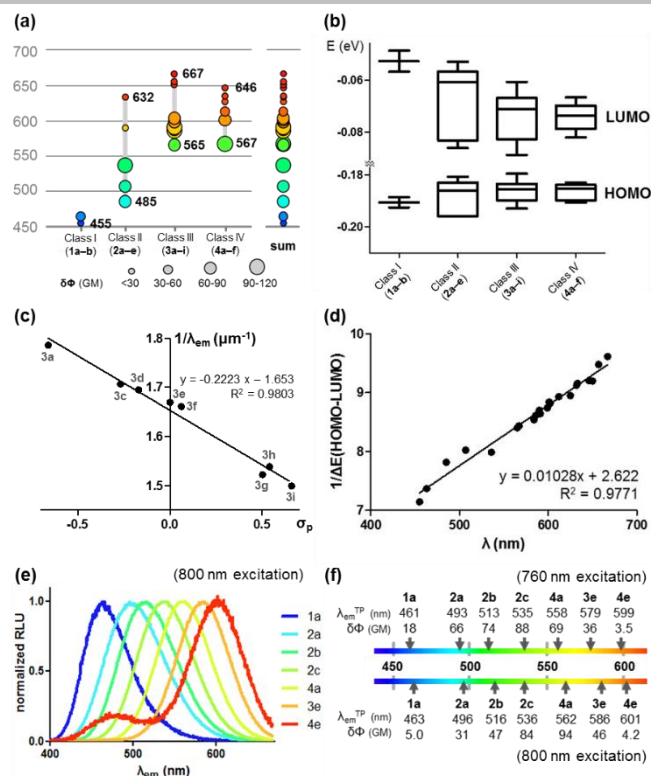 (a)
700
650
600
550
500
450
632
485
667
565
646
567
455
Class I
(1a–b)
Class II
(2a–e)
Class III
(3a–i)
Class IV
(4a–f)
sum
δΦ (GM)
<30
30-60
60-90
90-120
(b)
E (eV)
-0.06
-0.08
-0.18
-0.20
LUMO
HOMO
Class I
(1a–b)
Class II
(2a–e)
Class III
(3a–i)
Class IV
(4a–f)
(c)
1/λem (μm⁻¹)
1.8
1.7
1.6
1.5
3a
3c
3d
3e
3f
3g
3h
3i
y = -0.2223x – 1.653
R² = 0.9803
-0.5
0.0
0.5
σp
(d)
1/ΔE(HOMO-LUMO)
10
9
8
7
y = 0.01028x + 2.622
R² = 0.9771
400
500
600
700
λ (nm)
(e)
(800 nm excitation)
normalized RLU
1.0
0.5
0.0
400
500
600
λem (nm)
1a
2a
2b
2c
4a
3e
4e
(f)
(760 nm excitation)
1a 2a 2b 2c 4a 3e 4e
λemTP (nm) 461 493 513 535 558 579 599
δΦ (GM) 18 66 74 88 69 36 3.5
450 500 550 600
1a 2a 2b 2c 4a 3e 4e
λemTP (nm) 463 496 516 536 562 586 601
δΦ (GM) 5.0 31 47 84 94 46 4.2
(800 nm excitation)